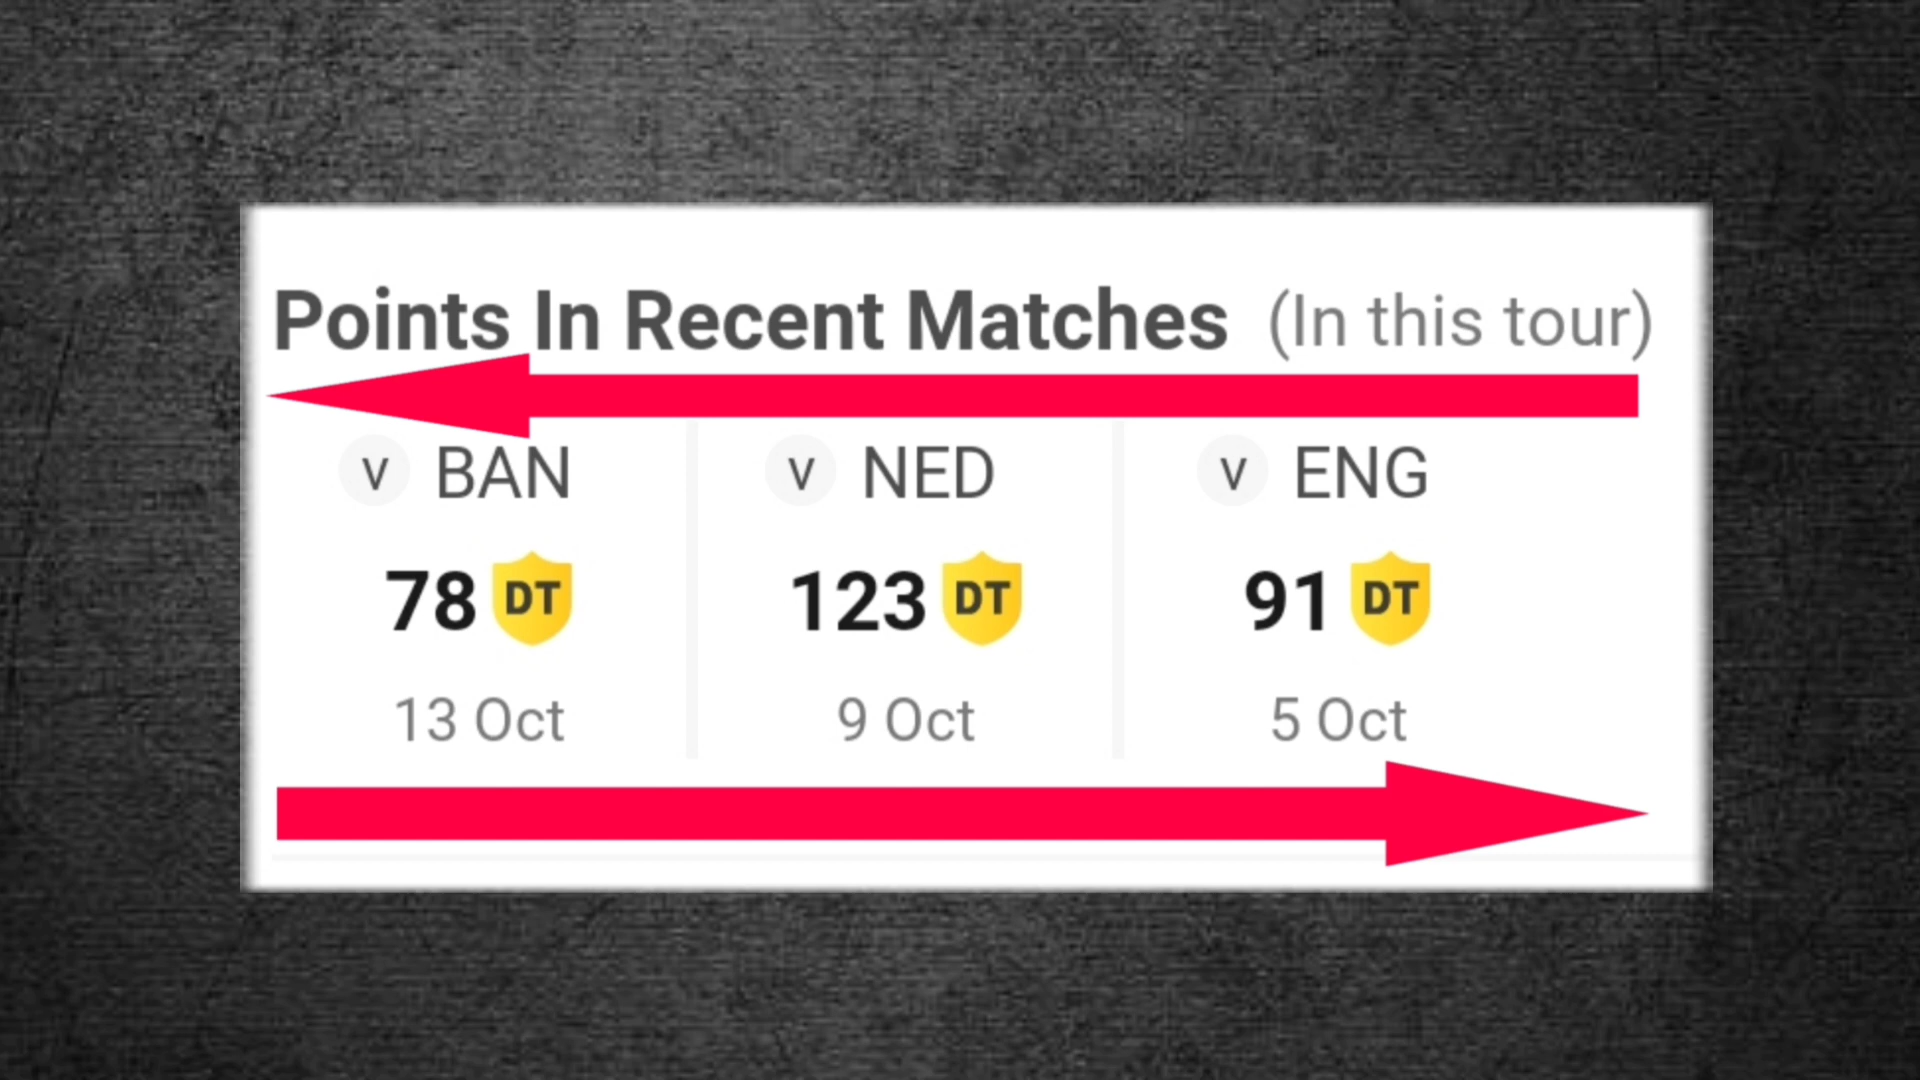 Points In Recent Matches (In this tour)
v BAN v NED v ENG
78 DT 123 DT 91 DT
13 Oct 9 Oct 5 Oct